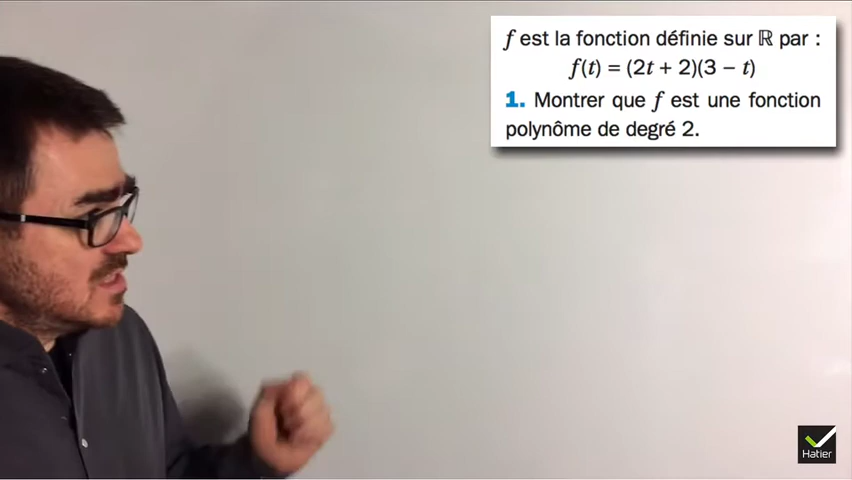 f est la fonction définie sur ℝ par :
f(t) = (2t + 2)(3 − t)
1. Montrer que f est une fonction
polynôme de degré 2.
Hatier